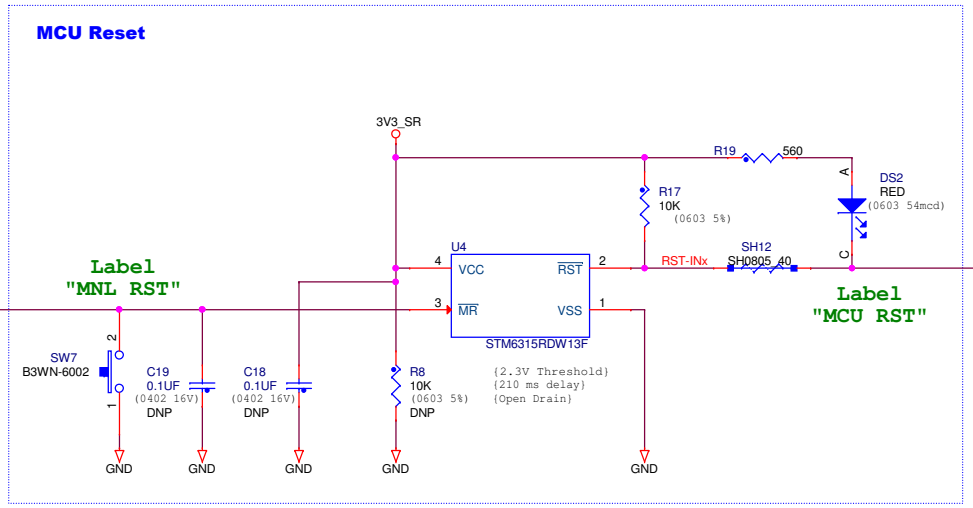 MCU Reset
3V3_SR
R19
560
A
DS2
RED
(0603 54mcd)
C
R17
10K
(0603 5%)
SH12
SH0805_40
RST-INx
U4
4
VCC
RST
2
3
MR
VSS
1
STM6315RDW13F
Label
"MNL RST"
Label
"MCU RST"
2
SW7
B3WN-6002
1
C19
0.1UF
(0402 16V)
DNP
C18
0.1UF
(0402 16V)
DNP
R8
10K
(0603 5%)
DNP
{2.3V Threshold}
{210 ms delay}
{Open Drain}
GND
GND
GND
GND
GND